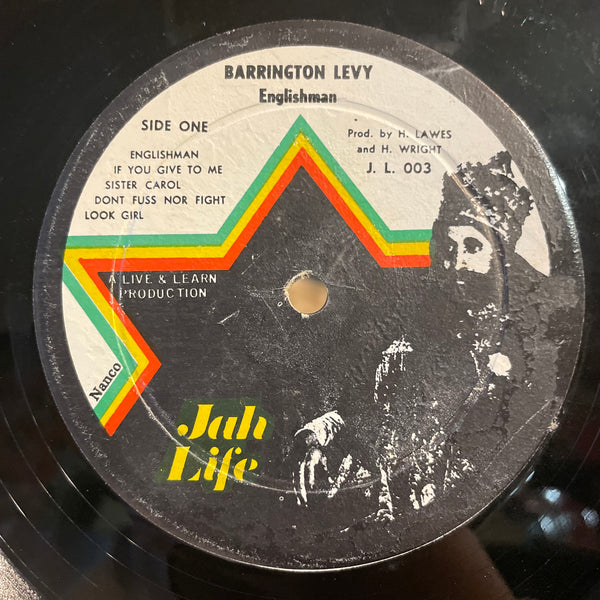 BARRINGTON LEVY
Englishman
SIDE ONE
ENGLISHMAN
IF YOU GIVE TO ME
SISTER CAROL
DONT FUSS NOR FIGHT
LOOK GIRL
Prod. by H. LAWES
and H. WRIGHT
J. L. 003
A LIVE & LEARN
PRODUCTION
Nanco
Jah
Life